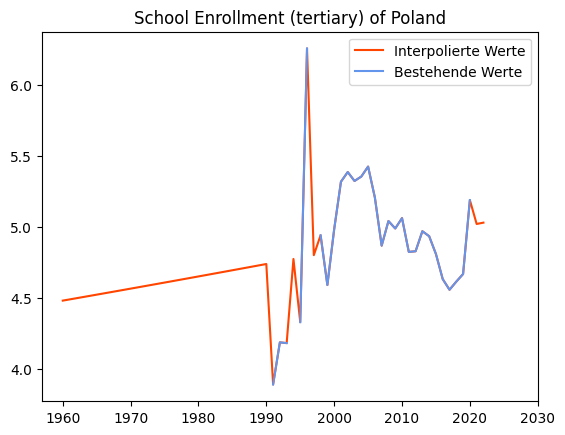 School Enrollment (tertiary) of Poland
Interpolierte Werte
Bestehende Werte
6.0
5.5
5.0
4.5
4.0
1960 1970 1980 1990 2000 2010 2020 2030